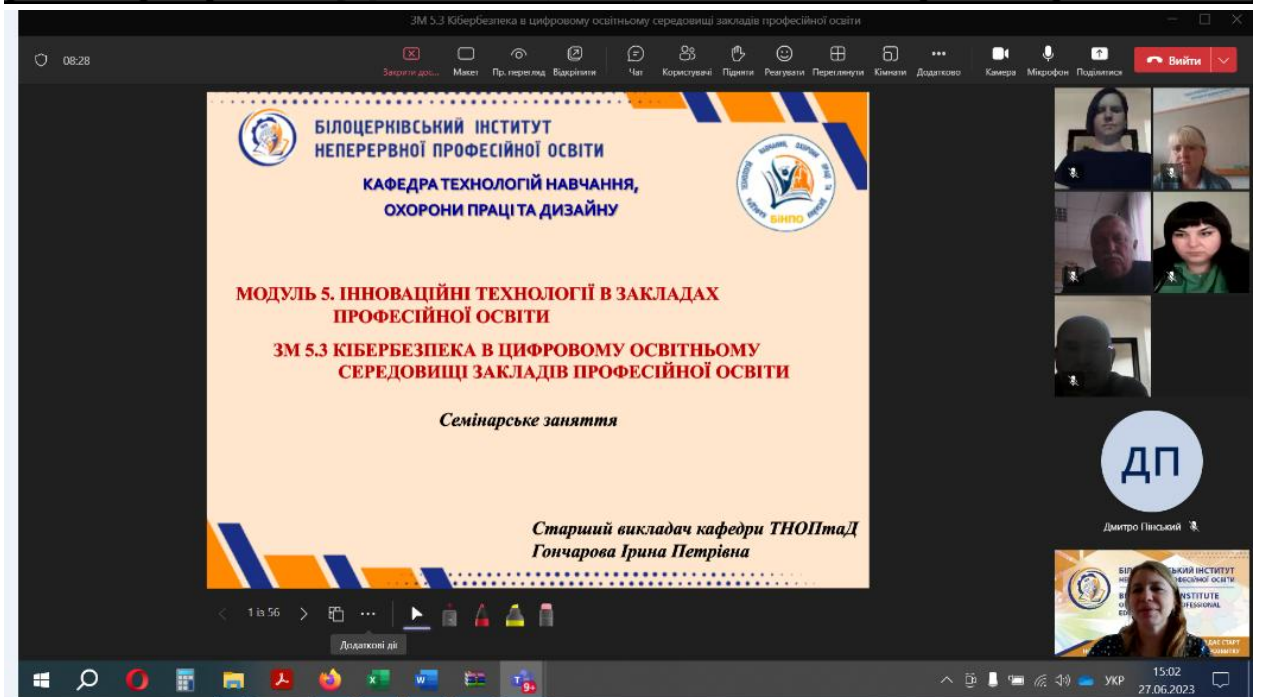 ЗМ 5.3 Кібербезпека в цифровому освітньому середовищі закладів професійної освіти
08:28
Закрити дос...
Макет
Пр. перегляд
Відкріпити
Чат
Користувачі
Підняти
Реагувати
Переглянути
Кімнати
Додатково
Камера
Мікрофон
Поділитися
Вийти
БІЛОЦЕРКІВСЬКИЙ ІНСТИТУТ
НЕПЕРЕРВНОЇ ПРОФЕСІЙНОЇ ОСВІТИ
КАФЕДРА ТЕХНОЛОГІЙ НАВЧАННЯ,
ОХОРОНИ ПРАЦІ ТА ДИЗАЙНУ
БІНПО
МОДУЛЬ 5. ІННОВАЦІЙНІ ТЕХНОЛОГІЇ В ЗАКЛАДАХ
ПРОФЕСІЙНОЇ ОСВІТИ
ЗМ 5.3 КІБЕРБЕЗПЕКА В ЦИФРОВОМУ ОСВІТНЬОМУ
СЕРЕДОВИЩІ ЗАКЛАДІВ ПРОФЕСІЙНОЇ ОСВІТИ
Семінарське заняття
Старший викладач кафедри ТНОПтаД
Гончарова Ірина Петрівна
ДП
Дмитро Пінський
1 із 56
Додаткові дії
9+
УКР
15:02
27.06.2023